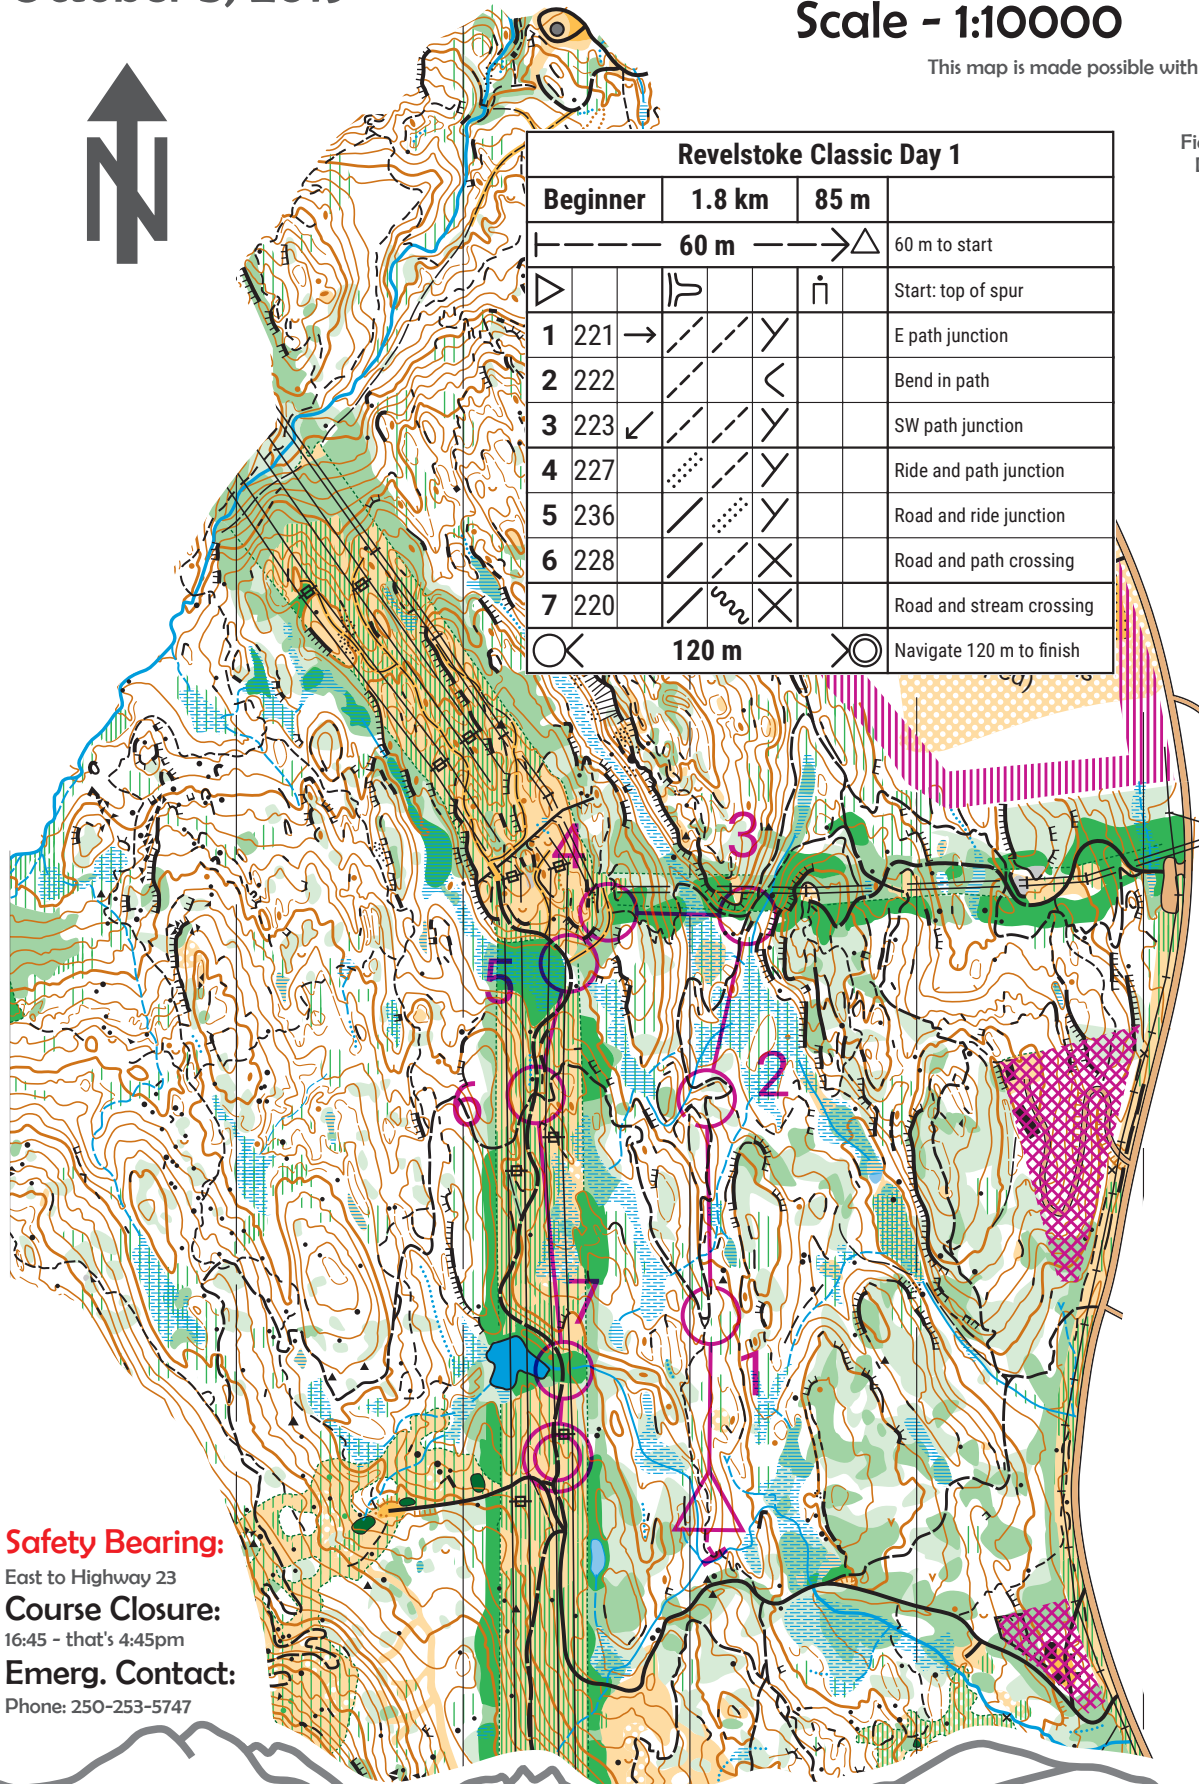 Scale - 1:10000
This map is made possible with
N
Revelstoke Classic Day 1
Beginner 1.8 km 85 m
60 m 60 m to start
Start: top of spur
1 221 E path junction
2 222 Bend in path
3 223 SW path junction
4 227 Ride and path junction
5 236 Road and ride junction
6 228 Road and path crossing
7 220 Road and stream crossing
120 m Navigate 120 m to finish
4
3
5
2
6
7
1
Safety Bearing:
East to Highway 23
Course Closure:
16:45 - that's 4:45pm
Emerg. Contact:
Phone: 250-253-5747